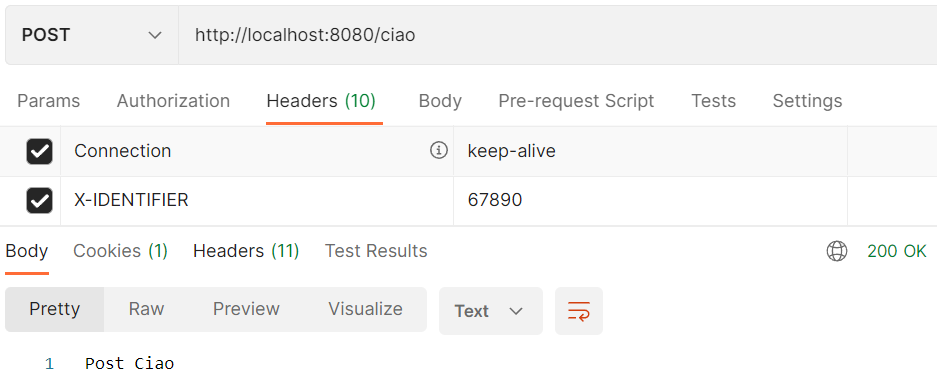 POST http://localhost:8080/ciao
Params Authorization Headers (10) Body Pre-request Script Tests Settings
Connection keep-alive
X-IDENTIFIER 67890
Body Cookies (1) Headers (11) Test Results 200 OK
Pretty Raw Preview Visualize Text
1 Post Ciao